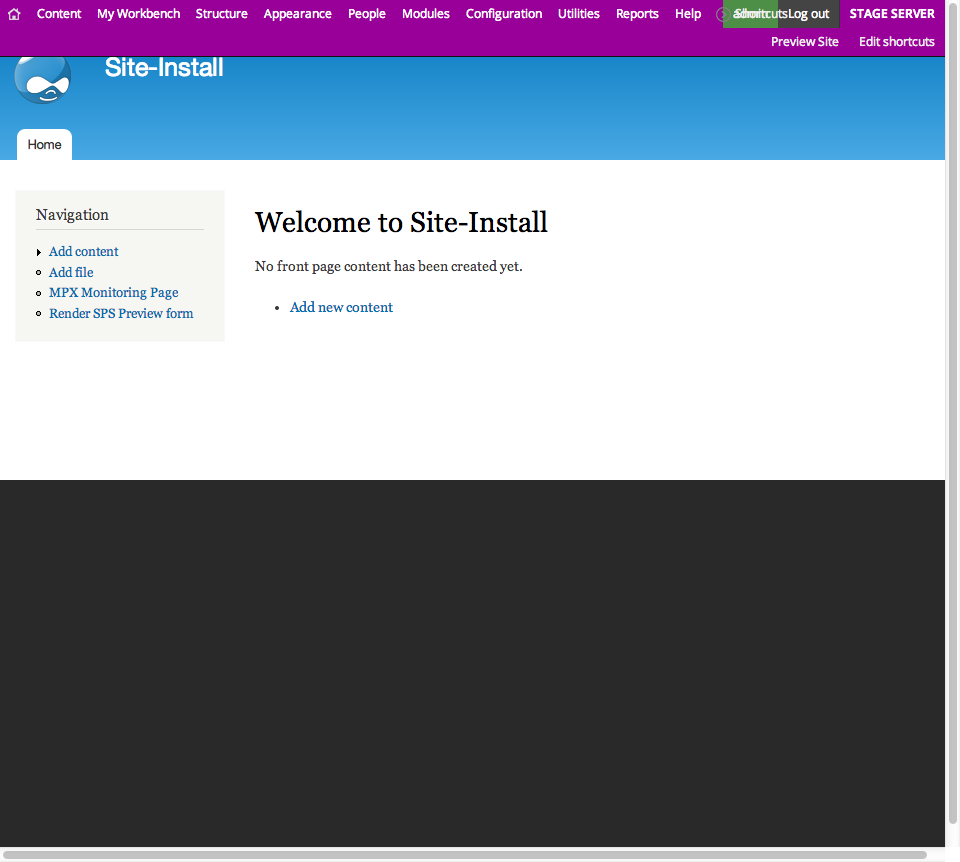 Content My Workbench Structure Appearance People Modules Configuration Utilities Reports Help Log out STAGE SERVER
Preview Site Edit shortcuts
Site-Install
Home
Navigation
Add content
Add file
MPX Monitoring Page
Render SPS Preview form
Welcome to Site-Install
No front page content has been created yet.
Add new content